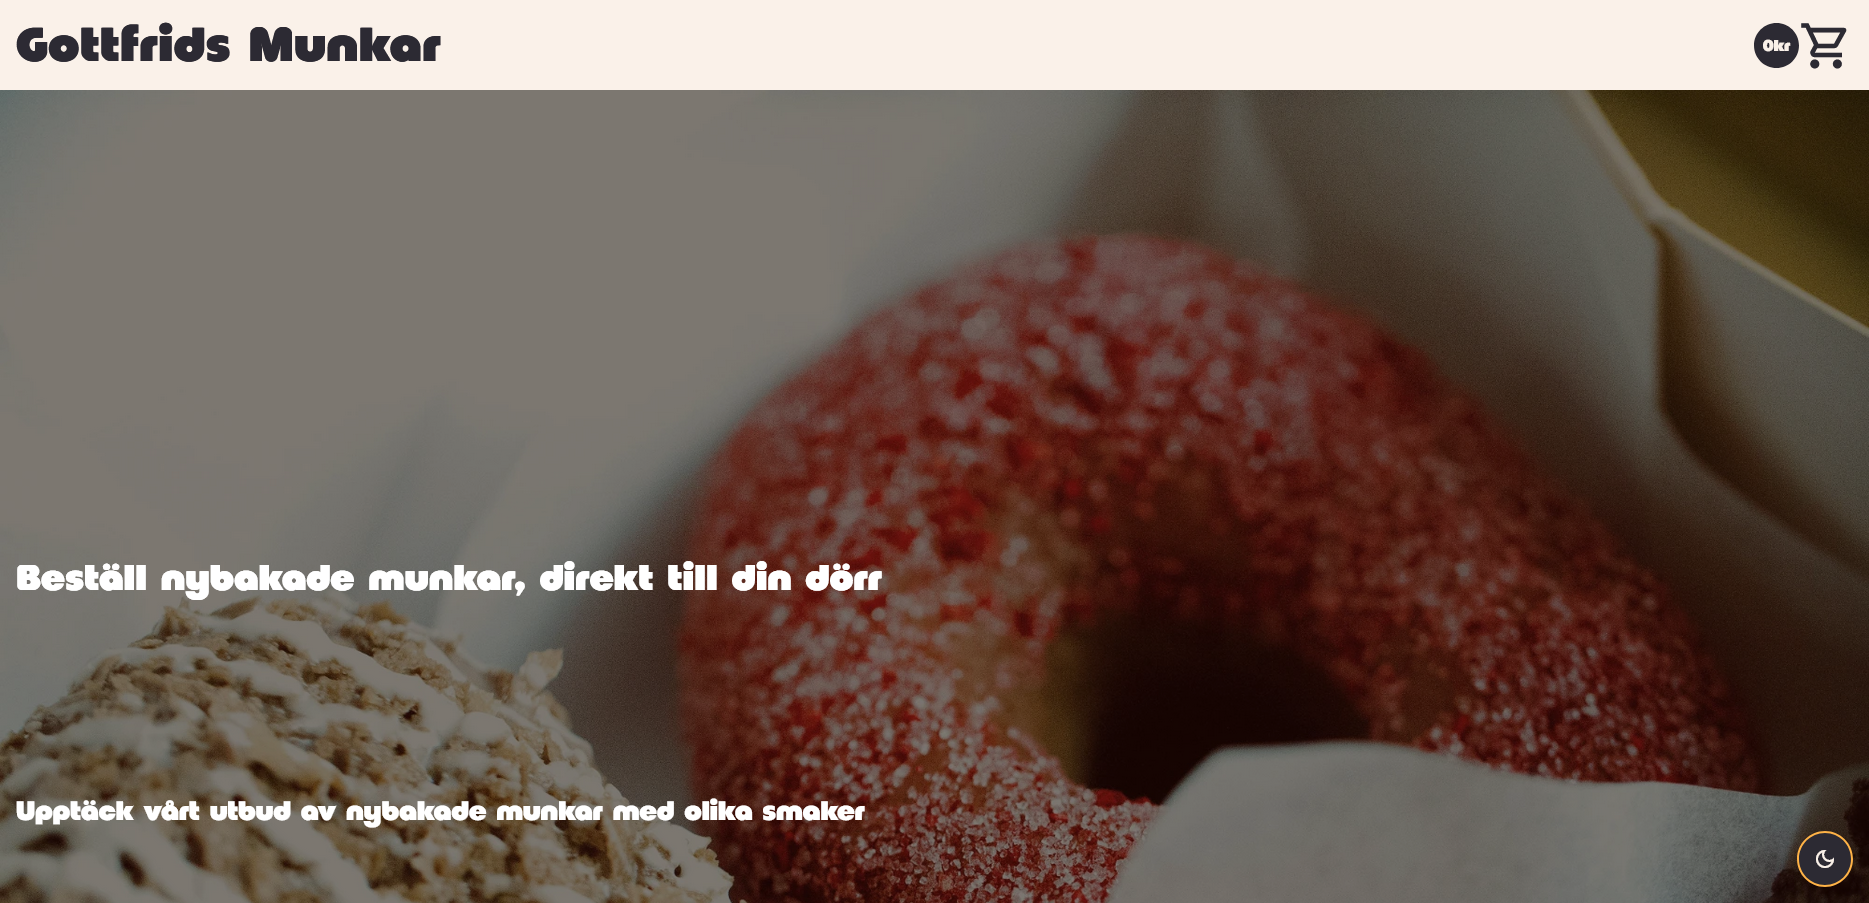 Gottfrids Munkar
0kr
Beställ nybakade munkar, direkt till din dörr
Upptäck vårt utbud av nybakade munkar med olika smaker